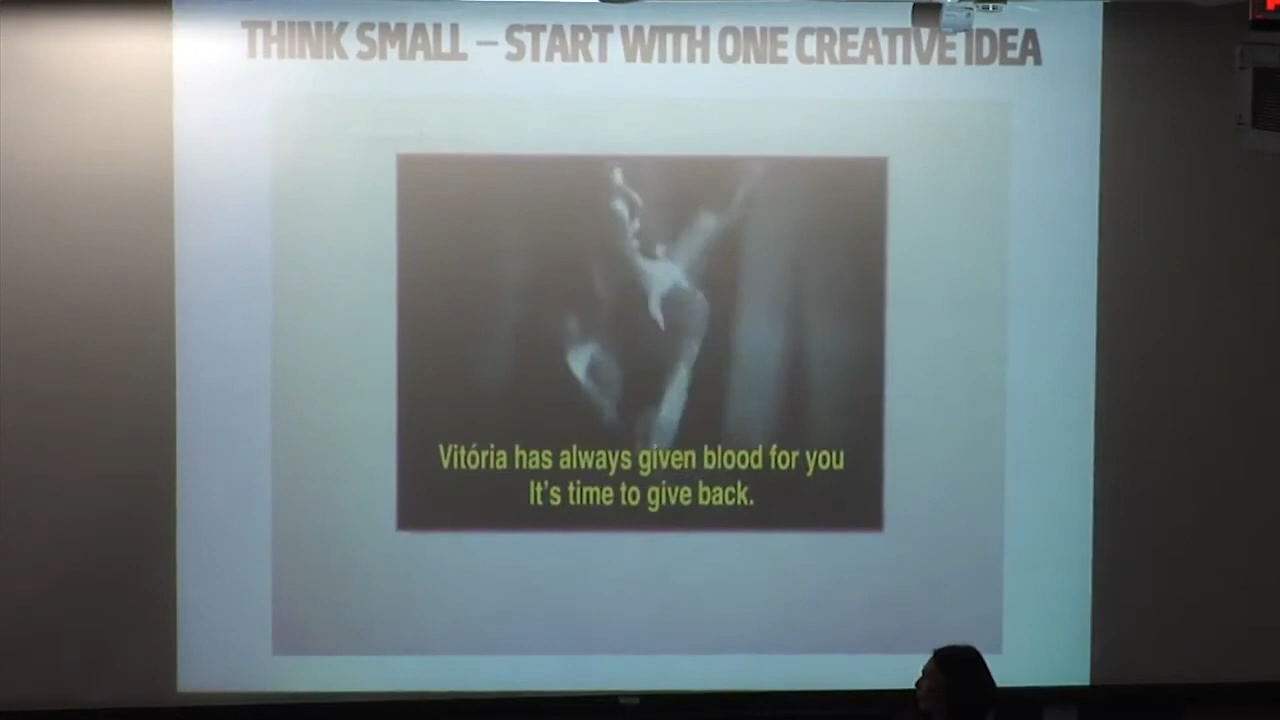 THINK SMALL – START WITH ONE CREATIVE IDEA
Vitória has always given blood for you
It's time to give back.